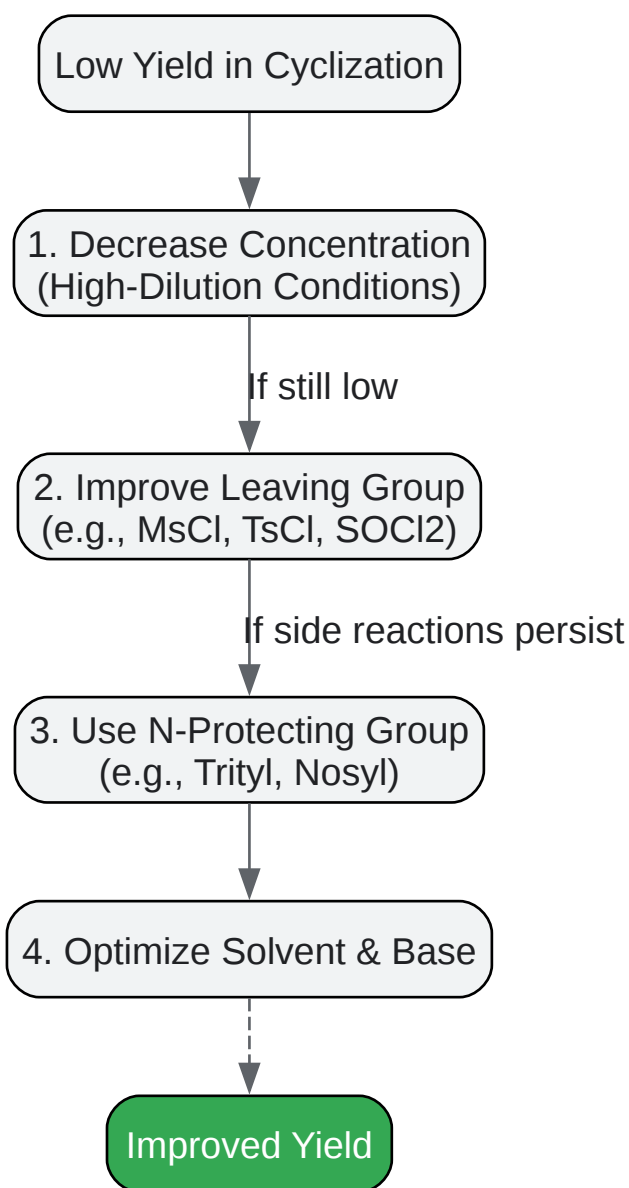 Low Yield in Cyclization
1. Decrease Concentration
(High-Dilution Conditions)
If still low
2. Improve Leaving Group
(e.g., MsCl, TsCl, SOCl2)
If side reactions persist
3. Use N-Protecting Group
(e.g., Trityl, Nosyl)
4. Optimize Solvent & Base
Improved Yield